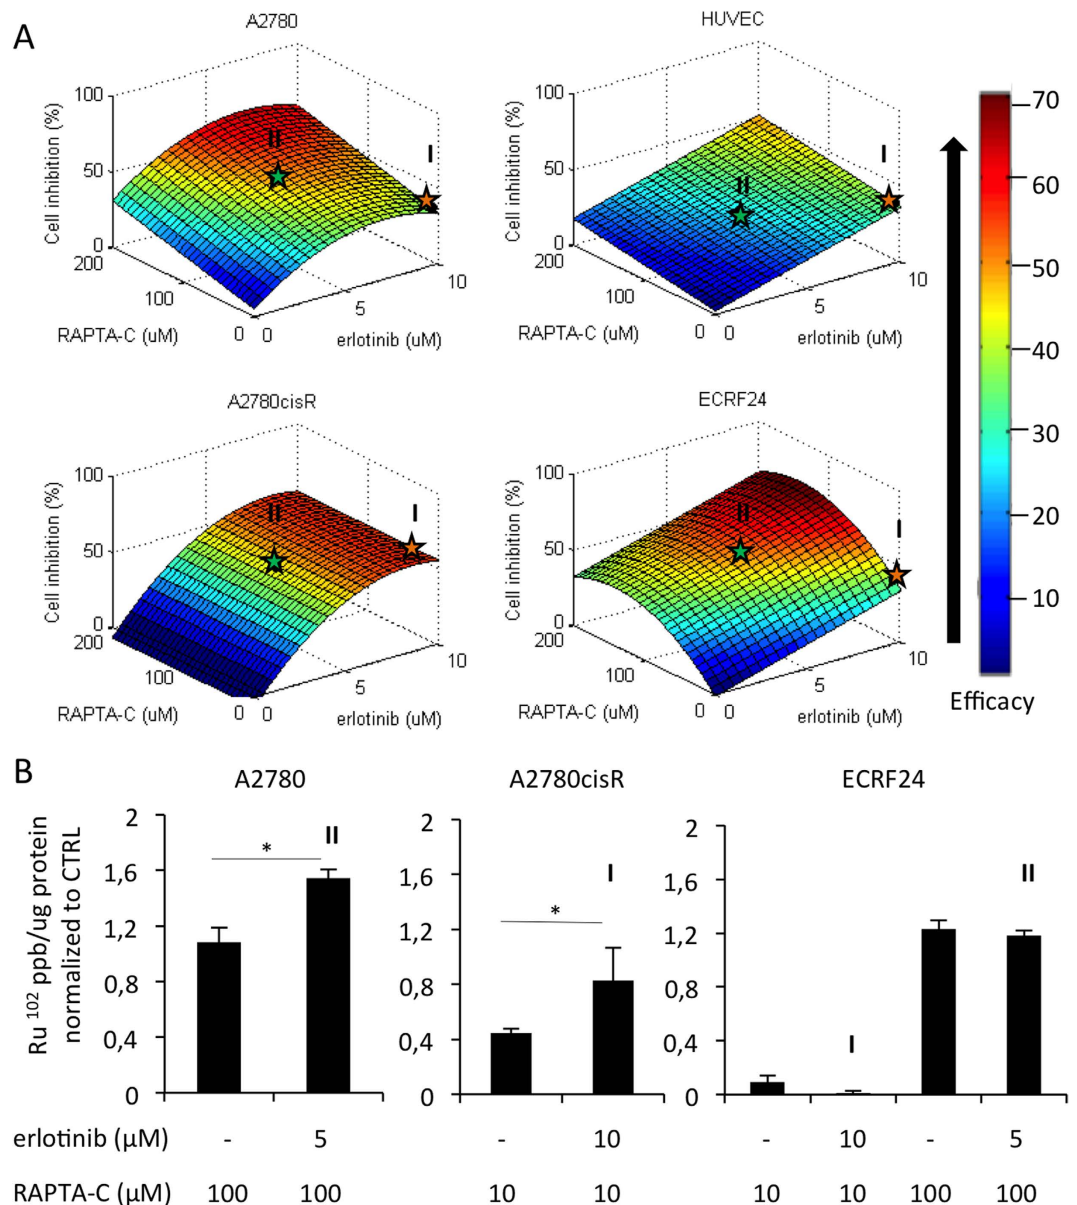 A
A2780
Cell inhibition (%)
100
50
0
200
100
0
RAPTA-C (uM)
0
5
10
erlotinib (uM)
II
I
HUVEC
Cell inhibition (%)
100
50
0
200
100
0
RAPTA-C (uM)
0
5
10
erlotinib (uM)
II
I
A2780cisR
Cell inhibition (%)
100
50
0
200
100
0
RAPTA-C (uM)
0
5
10
erlotinib (uM)
II
I
ECRF24
Cell inhibition (%)
100
50
0
200
100
0
RAPTA-C (uM)
0
5
10
erlotinib (uM)
II
I
70
60
50
40
30
20
10
Efficacy
B
A2780
Ru 102 ppb/ug protein
normalized to CTRL
2
1,6
1,2
0,8
0,4
0
*
II
A2780cisR
2
1,6
1,2
0,8
0,4
0
*
I
ECRF24
2
1,6
1,2
0,8
0,4
0
I
II
erlotinib (μM) - 5 - 10 - 10 - 5
RAPTA-C (μM) 100 100 10 10 10 10 100 100